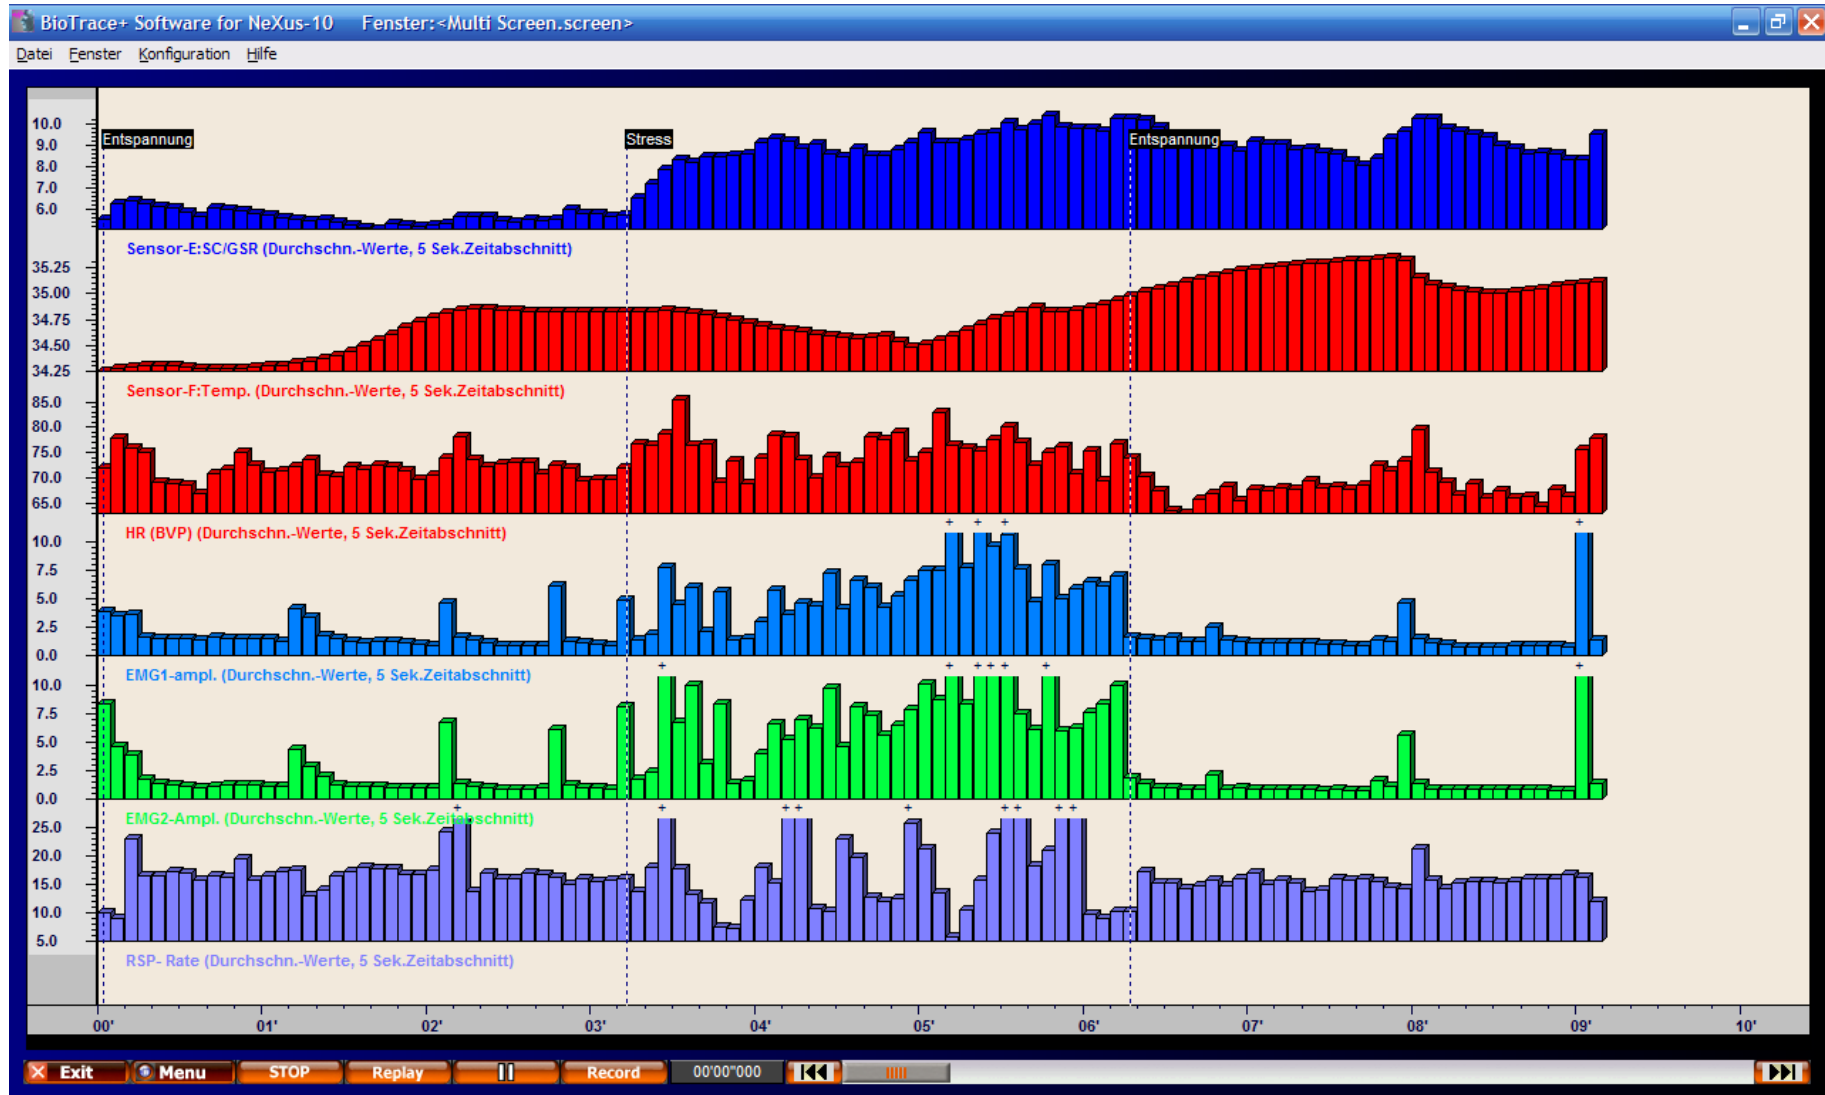 BioTrace+ Software for NeXus-10 Fenster:<Multi Screen.screen>
Datei Fenster Konfiguration Hilfe
Entspannung
Stress
Entspannung
10.0
9.0
8.0
7.0
6.0
Sensor-E:SC/GSR (Durchschn.-Werte, 5 Sek.Zeitabschnitt)
35.25
35.00
34.75
34.50
34.25
Sensor-F:Temp. (Durchschn.-Werte, 5 Sek.Zeitabschnitt)
85.0
80.0
75.0
70.0
65.0
HR (BVP) (Durchschn.-Werte, 5 Sek.Zeitabschnitt)
+ + + +
10.0
7.5
5.0
2.5
0.0
EMG1-ampl. (Durchschn.-Werte, 5 Sek.Zeitabschnitt)
+ + + + + + +
10.0
7.5
5.0
2.5
0.0
EMG2-Ampl. (Durchschn.-Werte, 5 Sek.Zeitabschnitt)
+ + + + + + + + +
25.0
20.0
15.0
10.0
5.0
RSP- Rate (Durchschn.-Werte, 5 Sek.Zeitabschnitt)
00' 01' 02' 03' 04' 05' 06' 07' 08' 09' 10'
Exit Menu STOP Replay Record 00'00"000